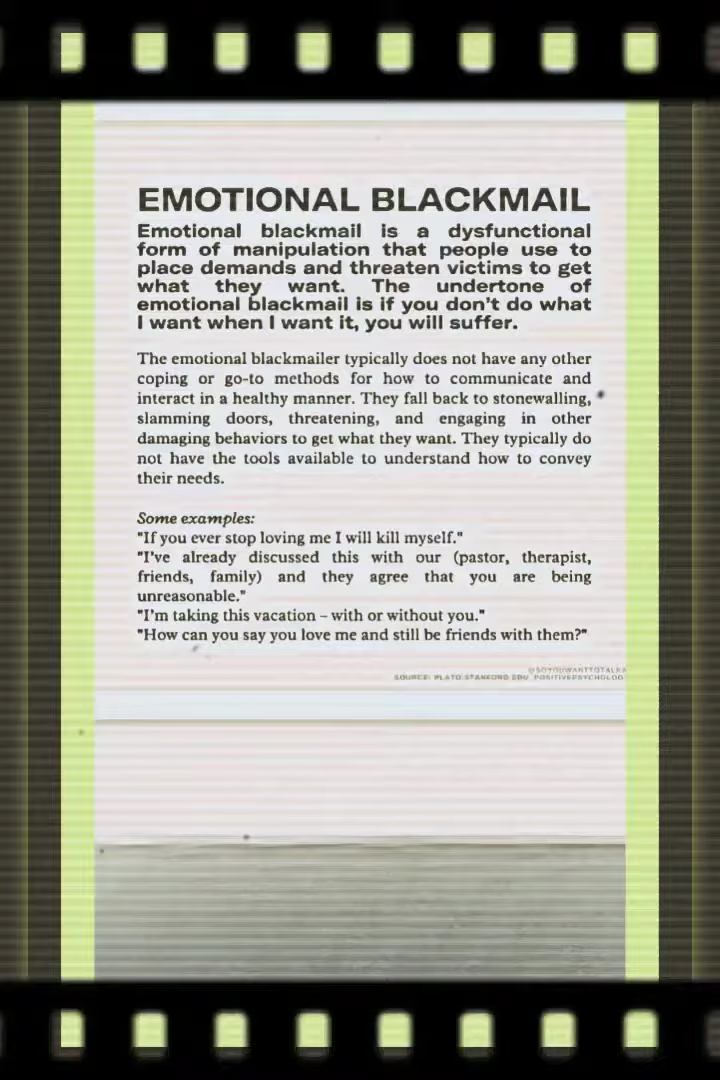 EMOTIONAL BLACKMAIL
Emotional blackmail is a dysfunctional
form of manipulation that people use to
place demands and threaten victims to get
what they want. The undertone of
emotional blackmail is if you don't do what
I want when I want it, you will suffer.
The emotional blackmailer typically does not have any other
coping or go-to methods for how to communicate and
interact in a healthy manner. They fall back to stonewalling,
slamming doors, threatening, and engaging in other
damaging behaviors to get what they want. They typically do
not have the tools available to understand how to convey
their needs.
Some examples:
"If you ever stop loving me I will kill myself."
"I've already discussed this with our (pastor, therapist,
friends, family) and they agree that you are being
unreasonable."
"I'm taking this vacation – with or without you."
"How can you say you love me and still be friends with them?"
SOURCE: PLATO.STANFORD.EDU